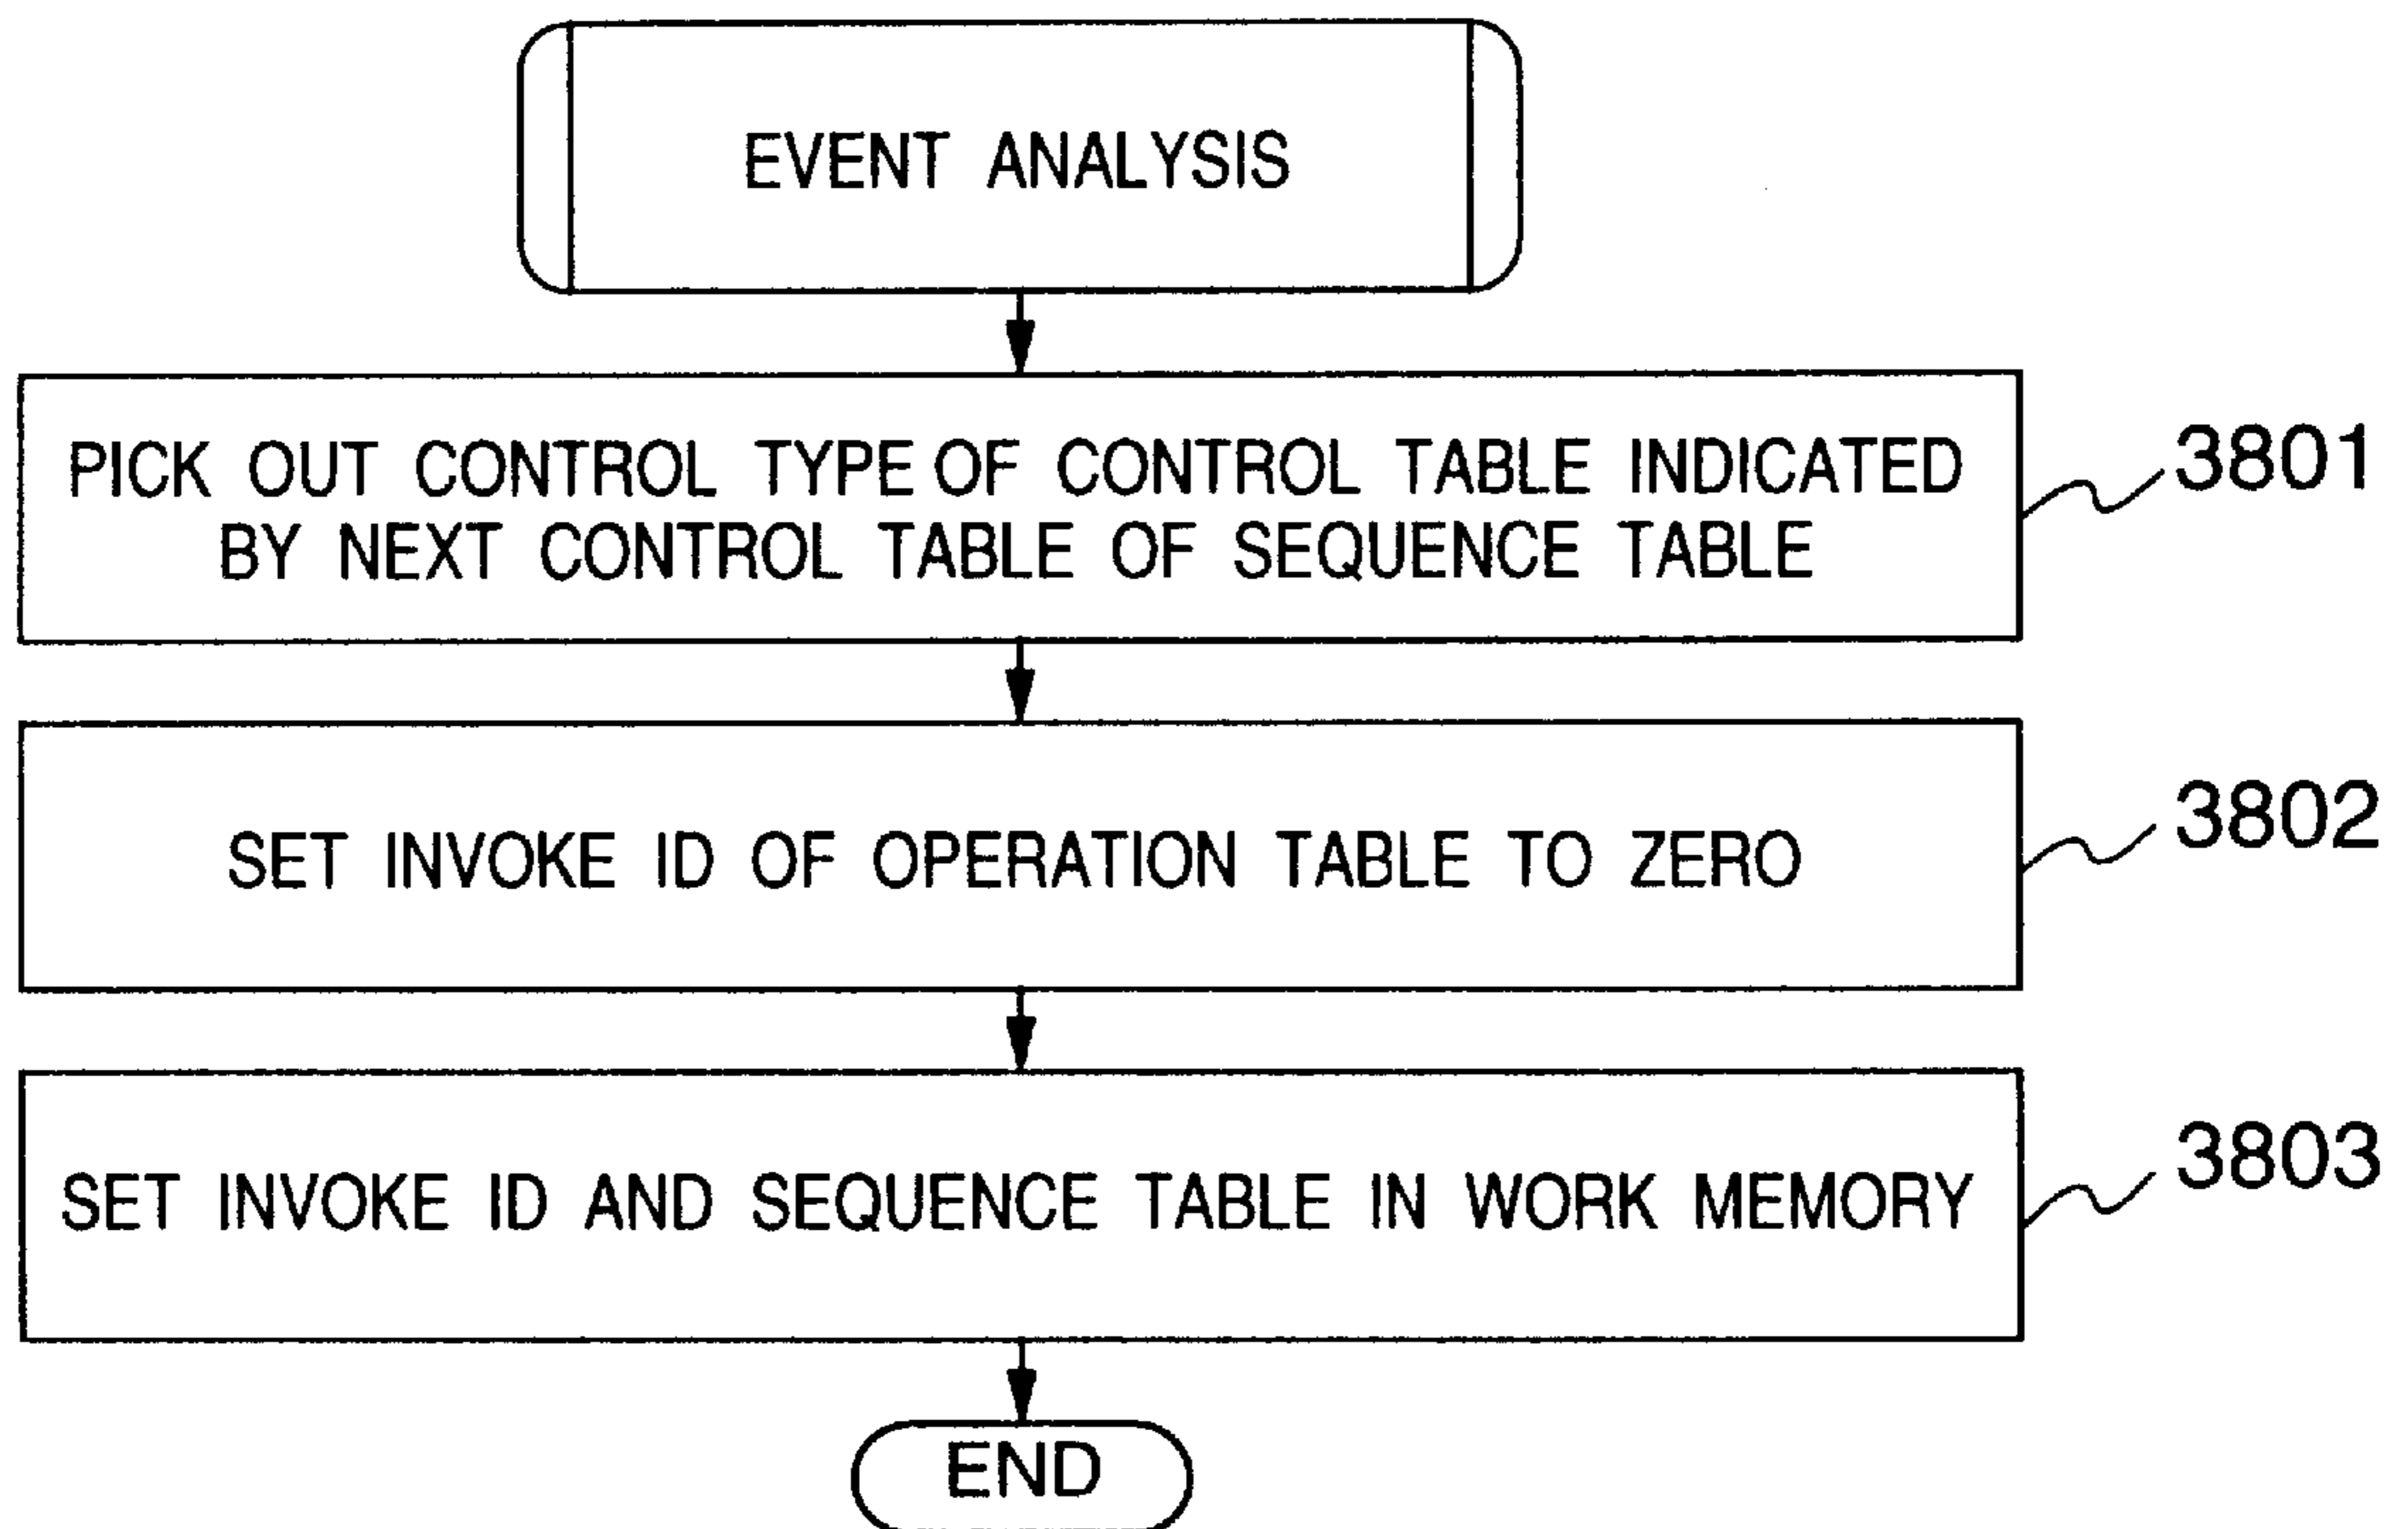 EVENT ANALYSIS
PICK OUT CONTROL TYPE OF CONTROL TABLE INDICATED
BY NEXT CONTROL TABLE OF SEQUENCE TABLE
3801
SET INVOKE ID OF OPERATION TABLE TO ZERO
3802
SET INVOKE ID AND SEQUENCE TABLE IN WORK MEMORY
3803
END